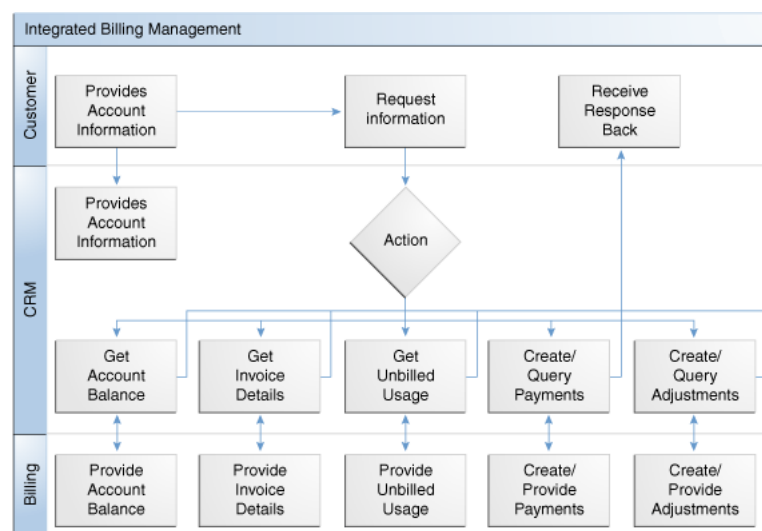 Integrated Billing Management
Customer
Provides
Account
Information
Request
information
Receive
Response
Back
CRM
Provides
Account
Information
Action
Get
Account
Balance
Get
Invoice
Details
Get
Unbilled
Usage
Create/
Query
Payments
Create/
Query
Adjustments
Billing
Provide
Account
Balance
Provide
Invoice
Details
Provide
Unbilled
Usage
Create/
Provide
Payments
Create/
Provide
Adjustments